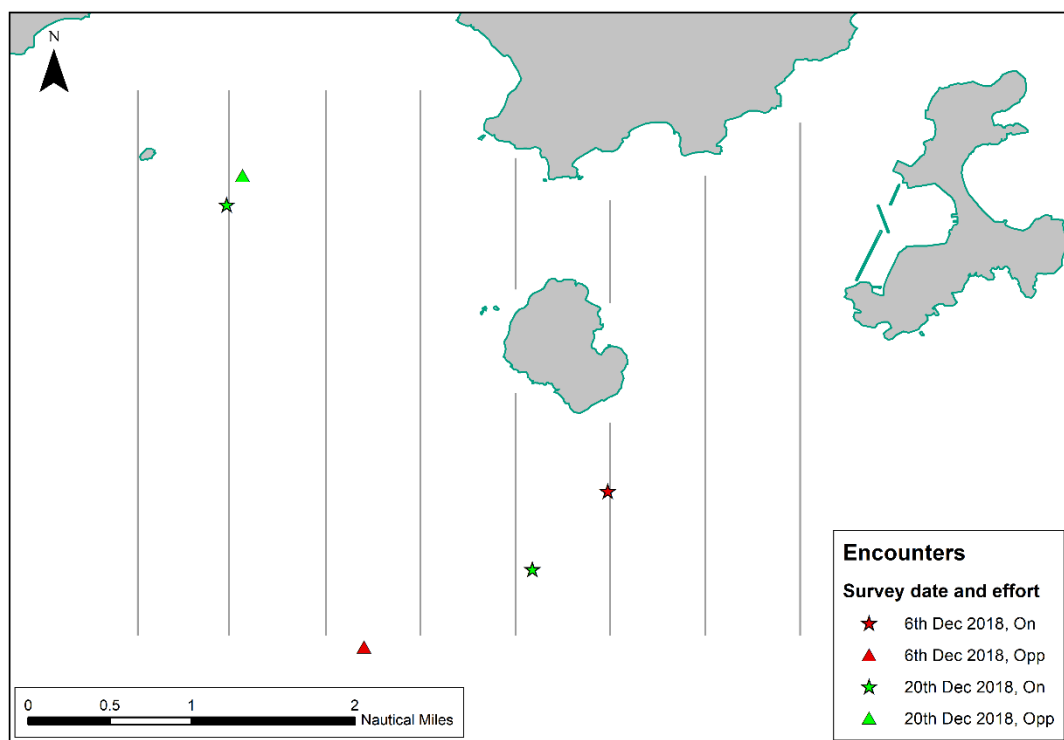 N
Encounters
Survey date and effort
6th Dec 2018, On
6th Dec 2018, Opp
20th Dec 2018, On
20th Dec 2018, Opp
0 0.5 1 2
Nautical Miles